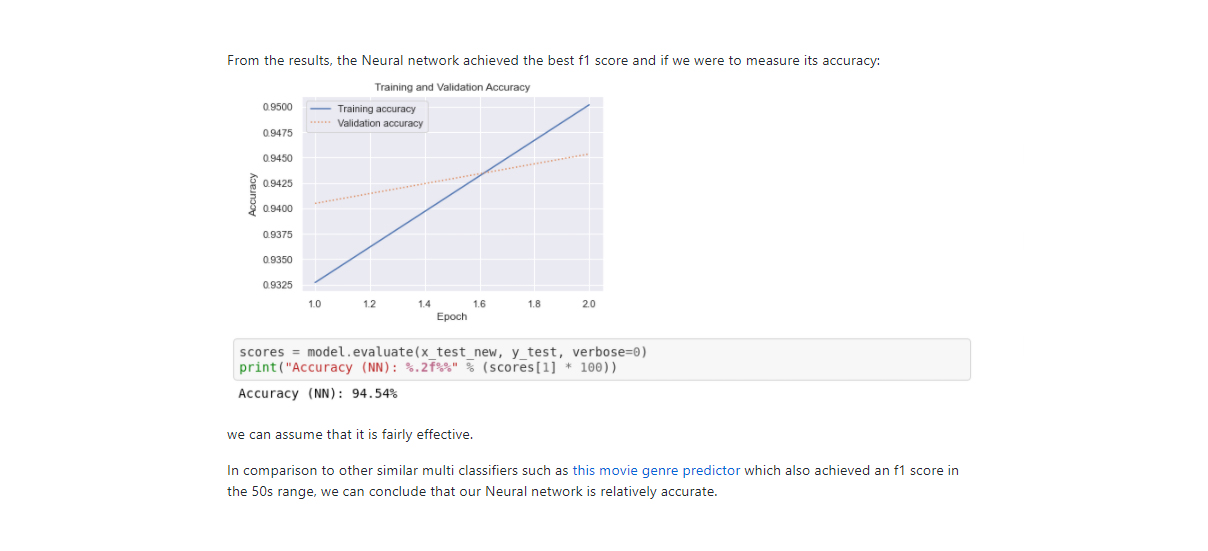 From the results, the Neural network achieved the best f1 score and if we were to measure its accuracy:
Training and Validation Accuracy
Training accuracy
Validation accuracy
0.9500
0.9475
0.9450
0.9425
0.9400
0.9375
0.9350
0.9325
Accuracy
1.0 1.2 1.4 1.6 1.8 2.0
Epoch
scores = model.evaluate(x_test_new, y_test, verbose=0)
print("Accuracy (NN): %.2f%%" % (scores[1] * 100))
Accuracy (NN): 94.54%
we can assume that it is fairly effective.
In comparison to other similar multi classifiers such as this movie genre predictor which also achieved an f1 score in
the 50s range, we can conclude that our Neural network is relatively accurate.